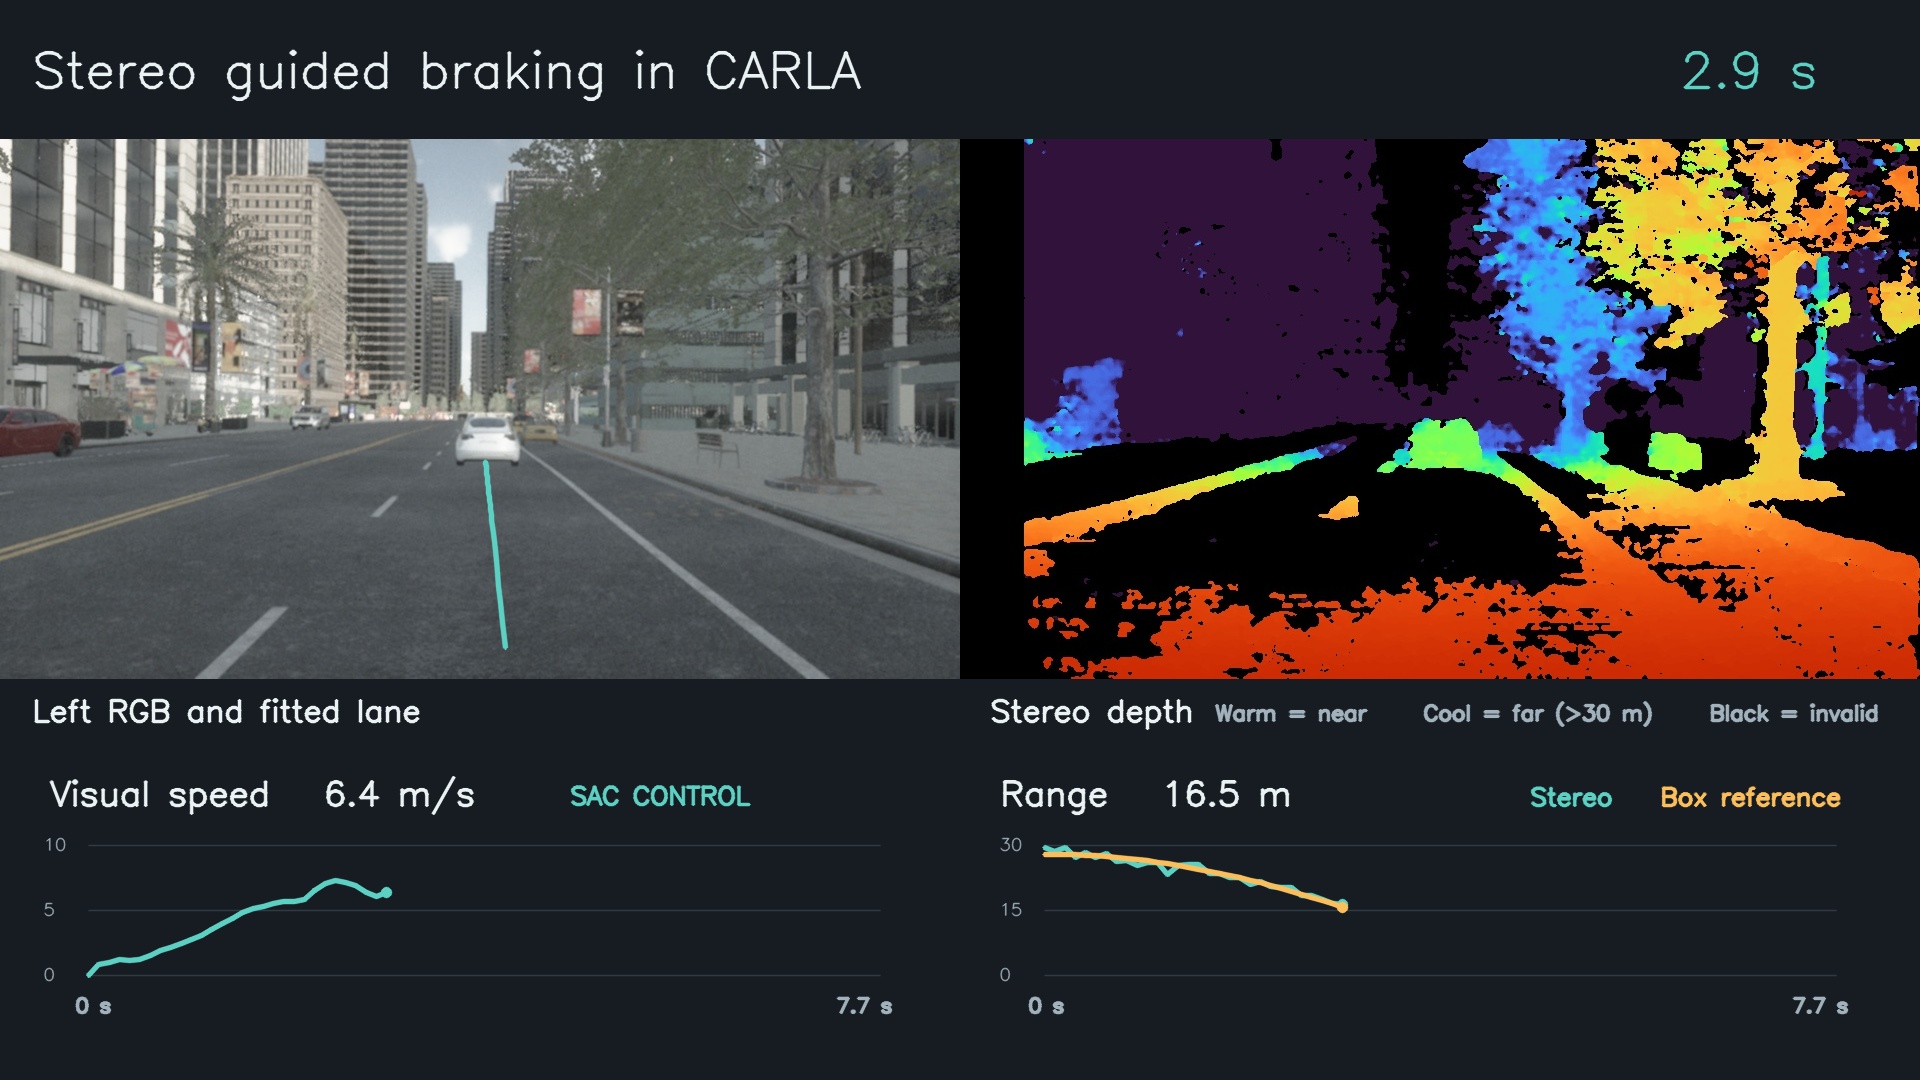 Stereo guided braking in CARLA
2.9 s
Left RGB and fitted lane
Stereo depth Warm = near Cool = far (>30 m) Black = invalid
Visual speed 6.4 m/s SAC CONTROL
10
5
0
0 s 7.7 s
Range 16.5 m Stereo Box reference
30
15
0
0 s 7.7 s